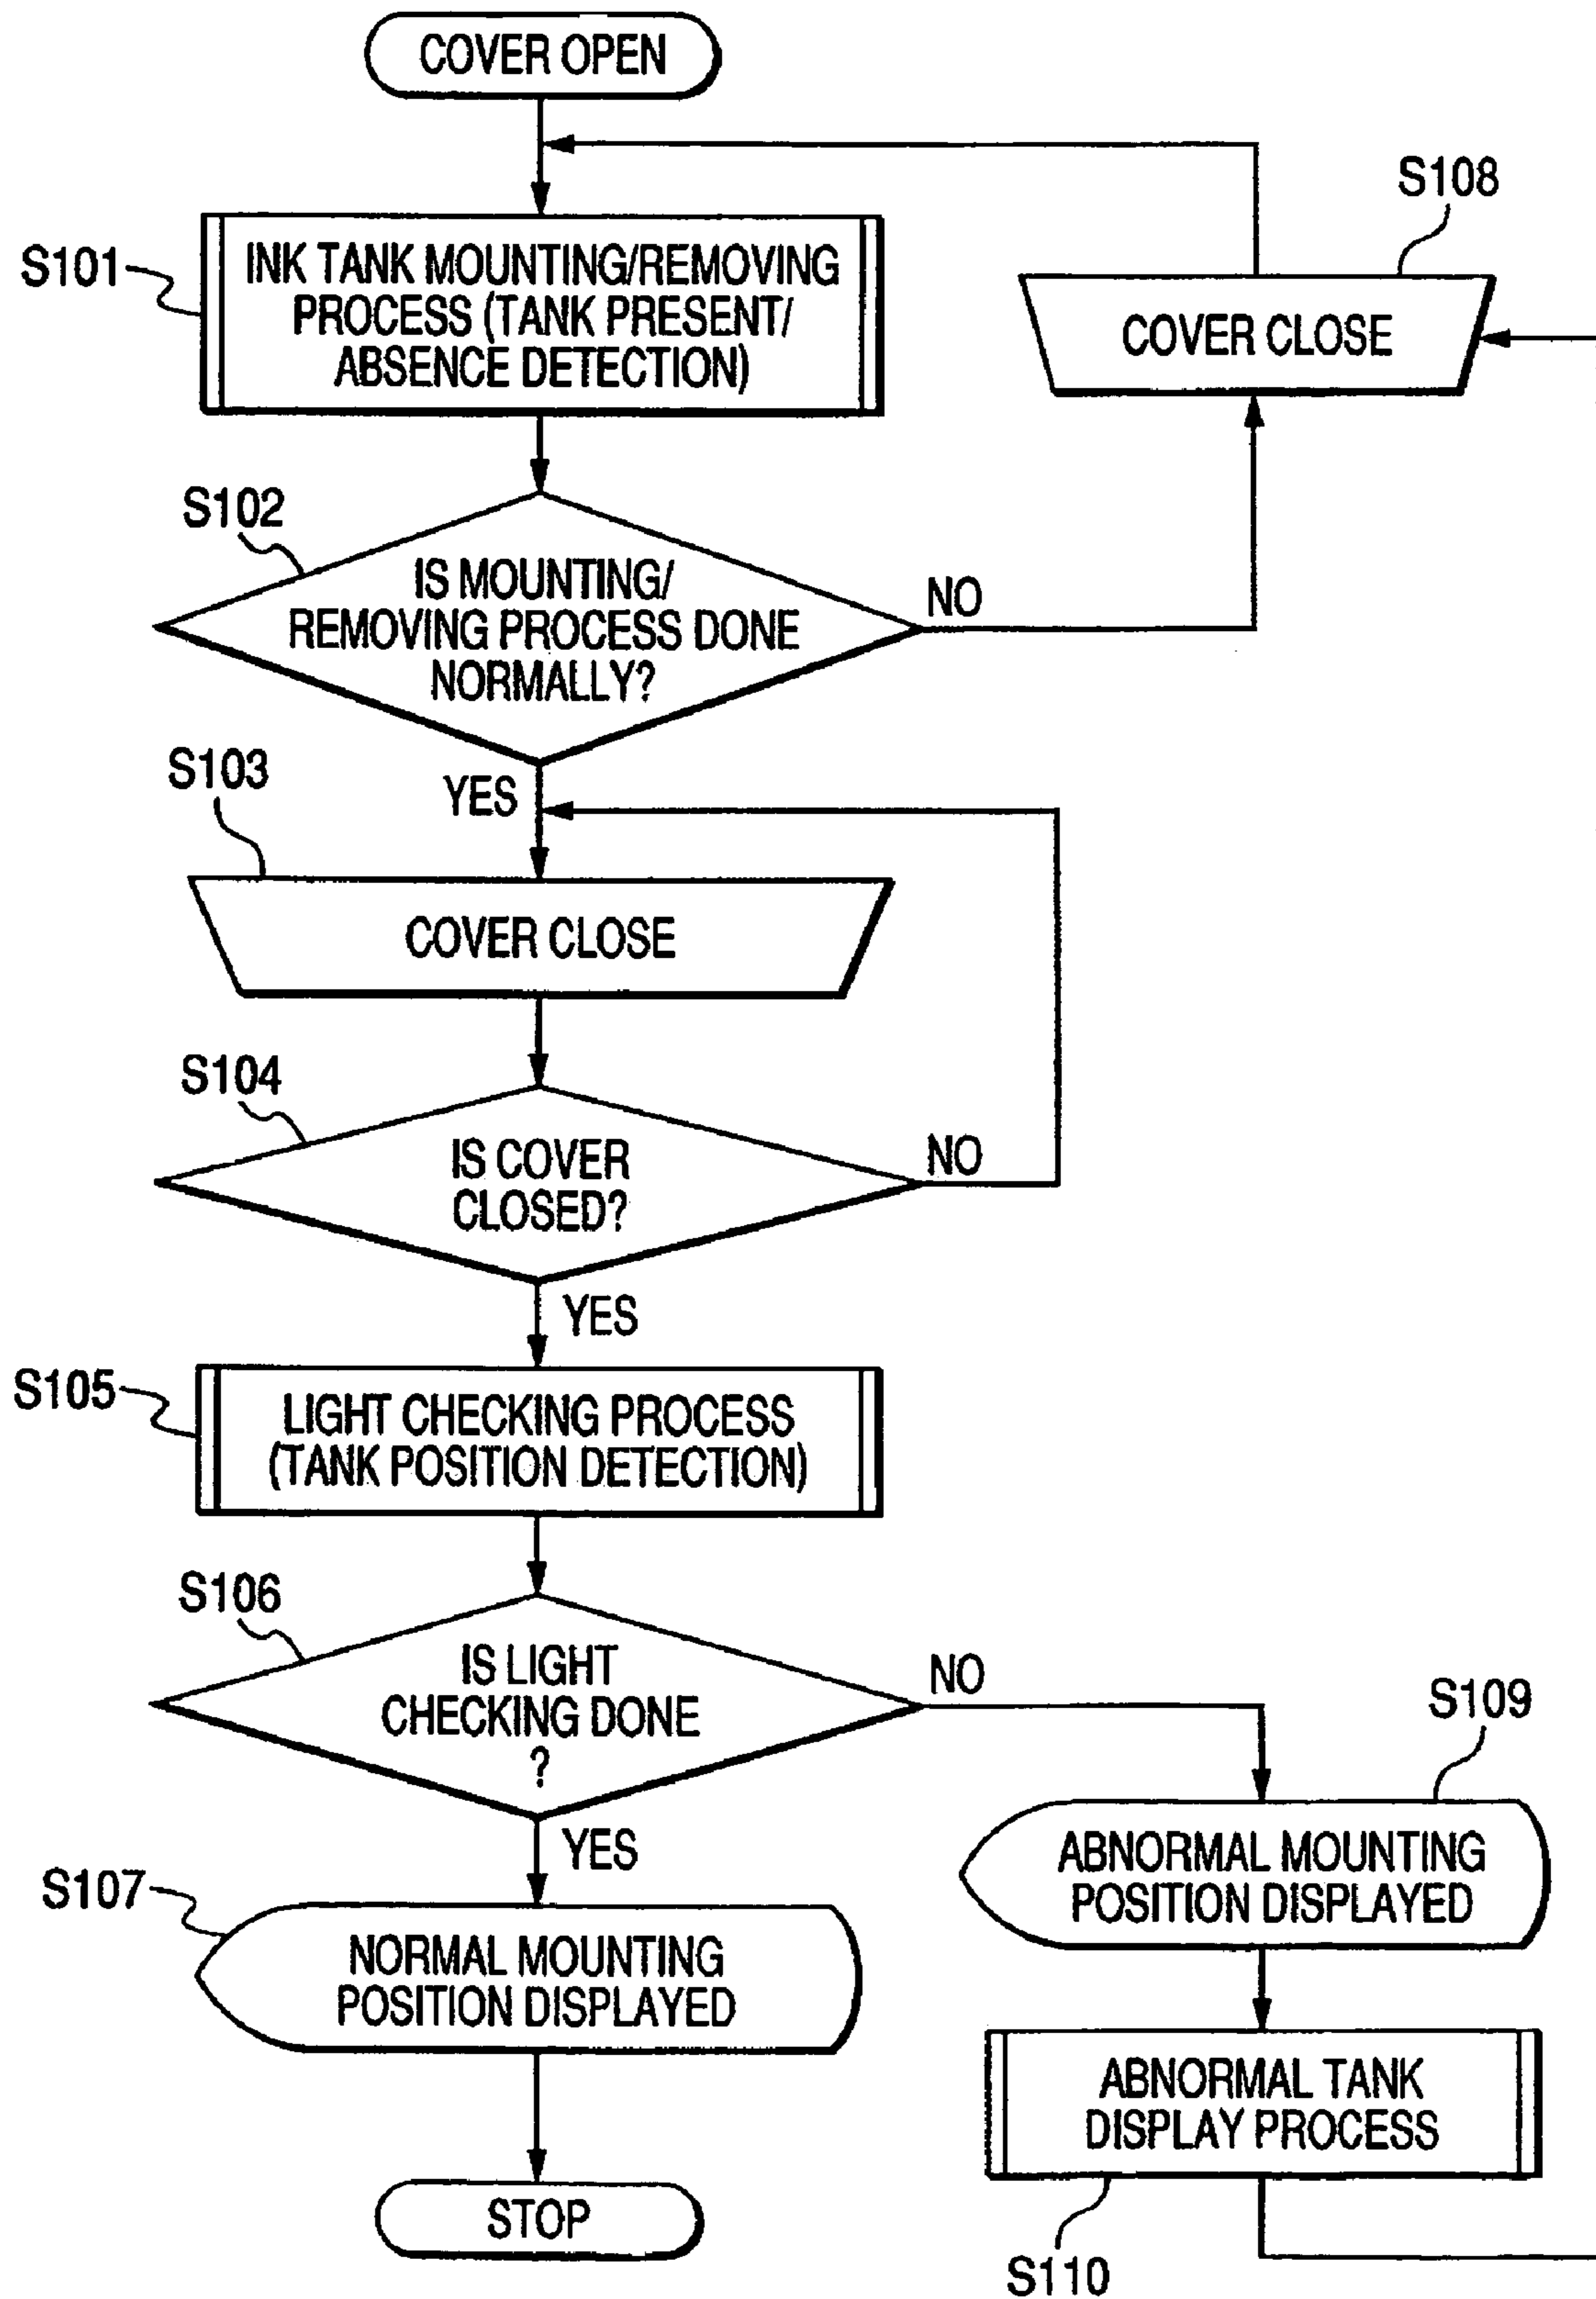 COVER OPEN
S108
S101
INK TANK MOUNTING/REMOVING
PROCESS (TANK PRESENT/
ABSENCE DETECTION)
COVER CLOSE
S102
IS MOUNTING/
REMOVING PROCESS DONE
NORMALLY?
NO
S103
YES
COVER CLOSE
S104
IS COVER
CLOSED?
NO
YES
S105
LIGHT CHECKING PROCESS
(TANK POSITION DETECTION)
S106
IS LIGHT
CHECKING DONE
?
NO
S109
YES
ABNORMAL MOUNTING
POSITION DISPLAYED
S107
NORMAL MOUNTING
POSITION DISPLAYED
ABNORMAL TANK
DISPLAY PROCESS
STOP
S110